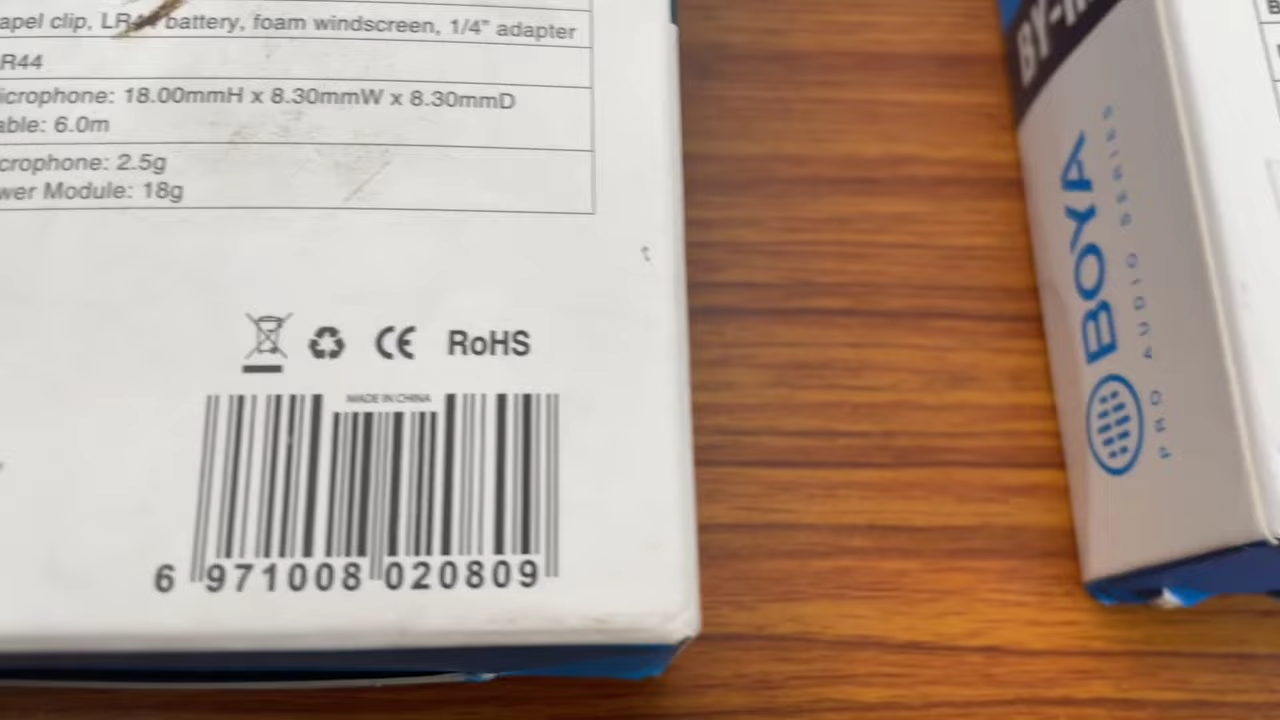 apel clip, LR44 battery, foam windscreen, 1/4" adapter
R44
icrophone: 18.00mmH x 8.30mmW x 8.30mmD
able: 6.0m
crophone: 2.5g
wer Module: 18g
CE RoHS
MADE IN CHINA
6 971008 020809
BY-
BOYA
PRO AUDIO SERIES